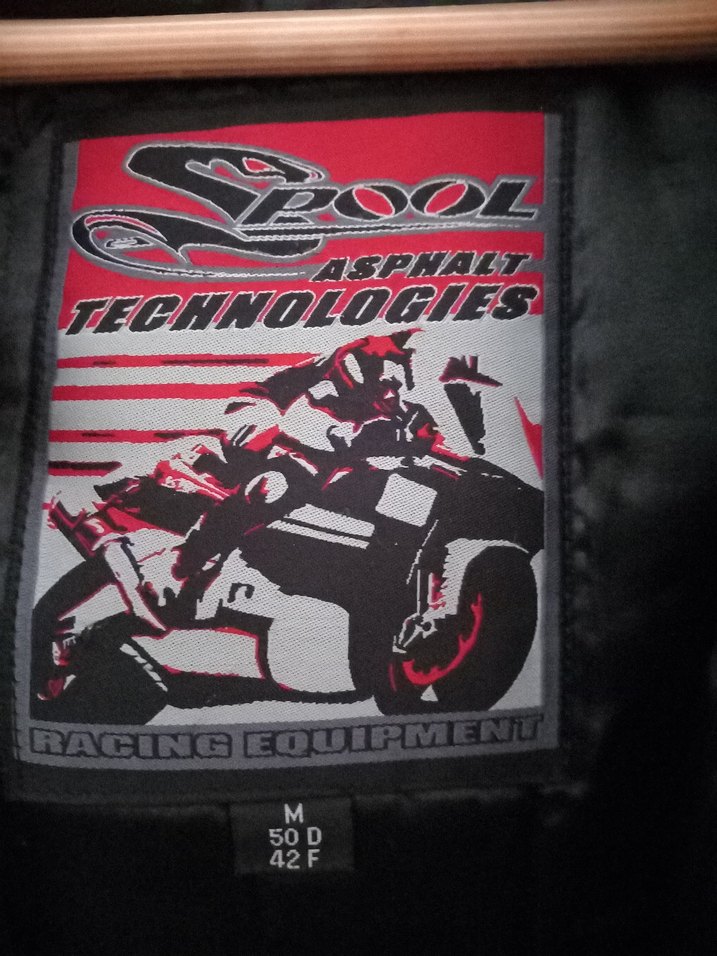 SPOOL
ASPHALT
TECHNOLOGIES
RACING EQUIPMENT
M
50 D
42 F